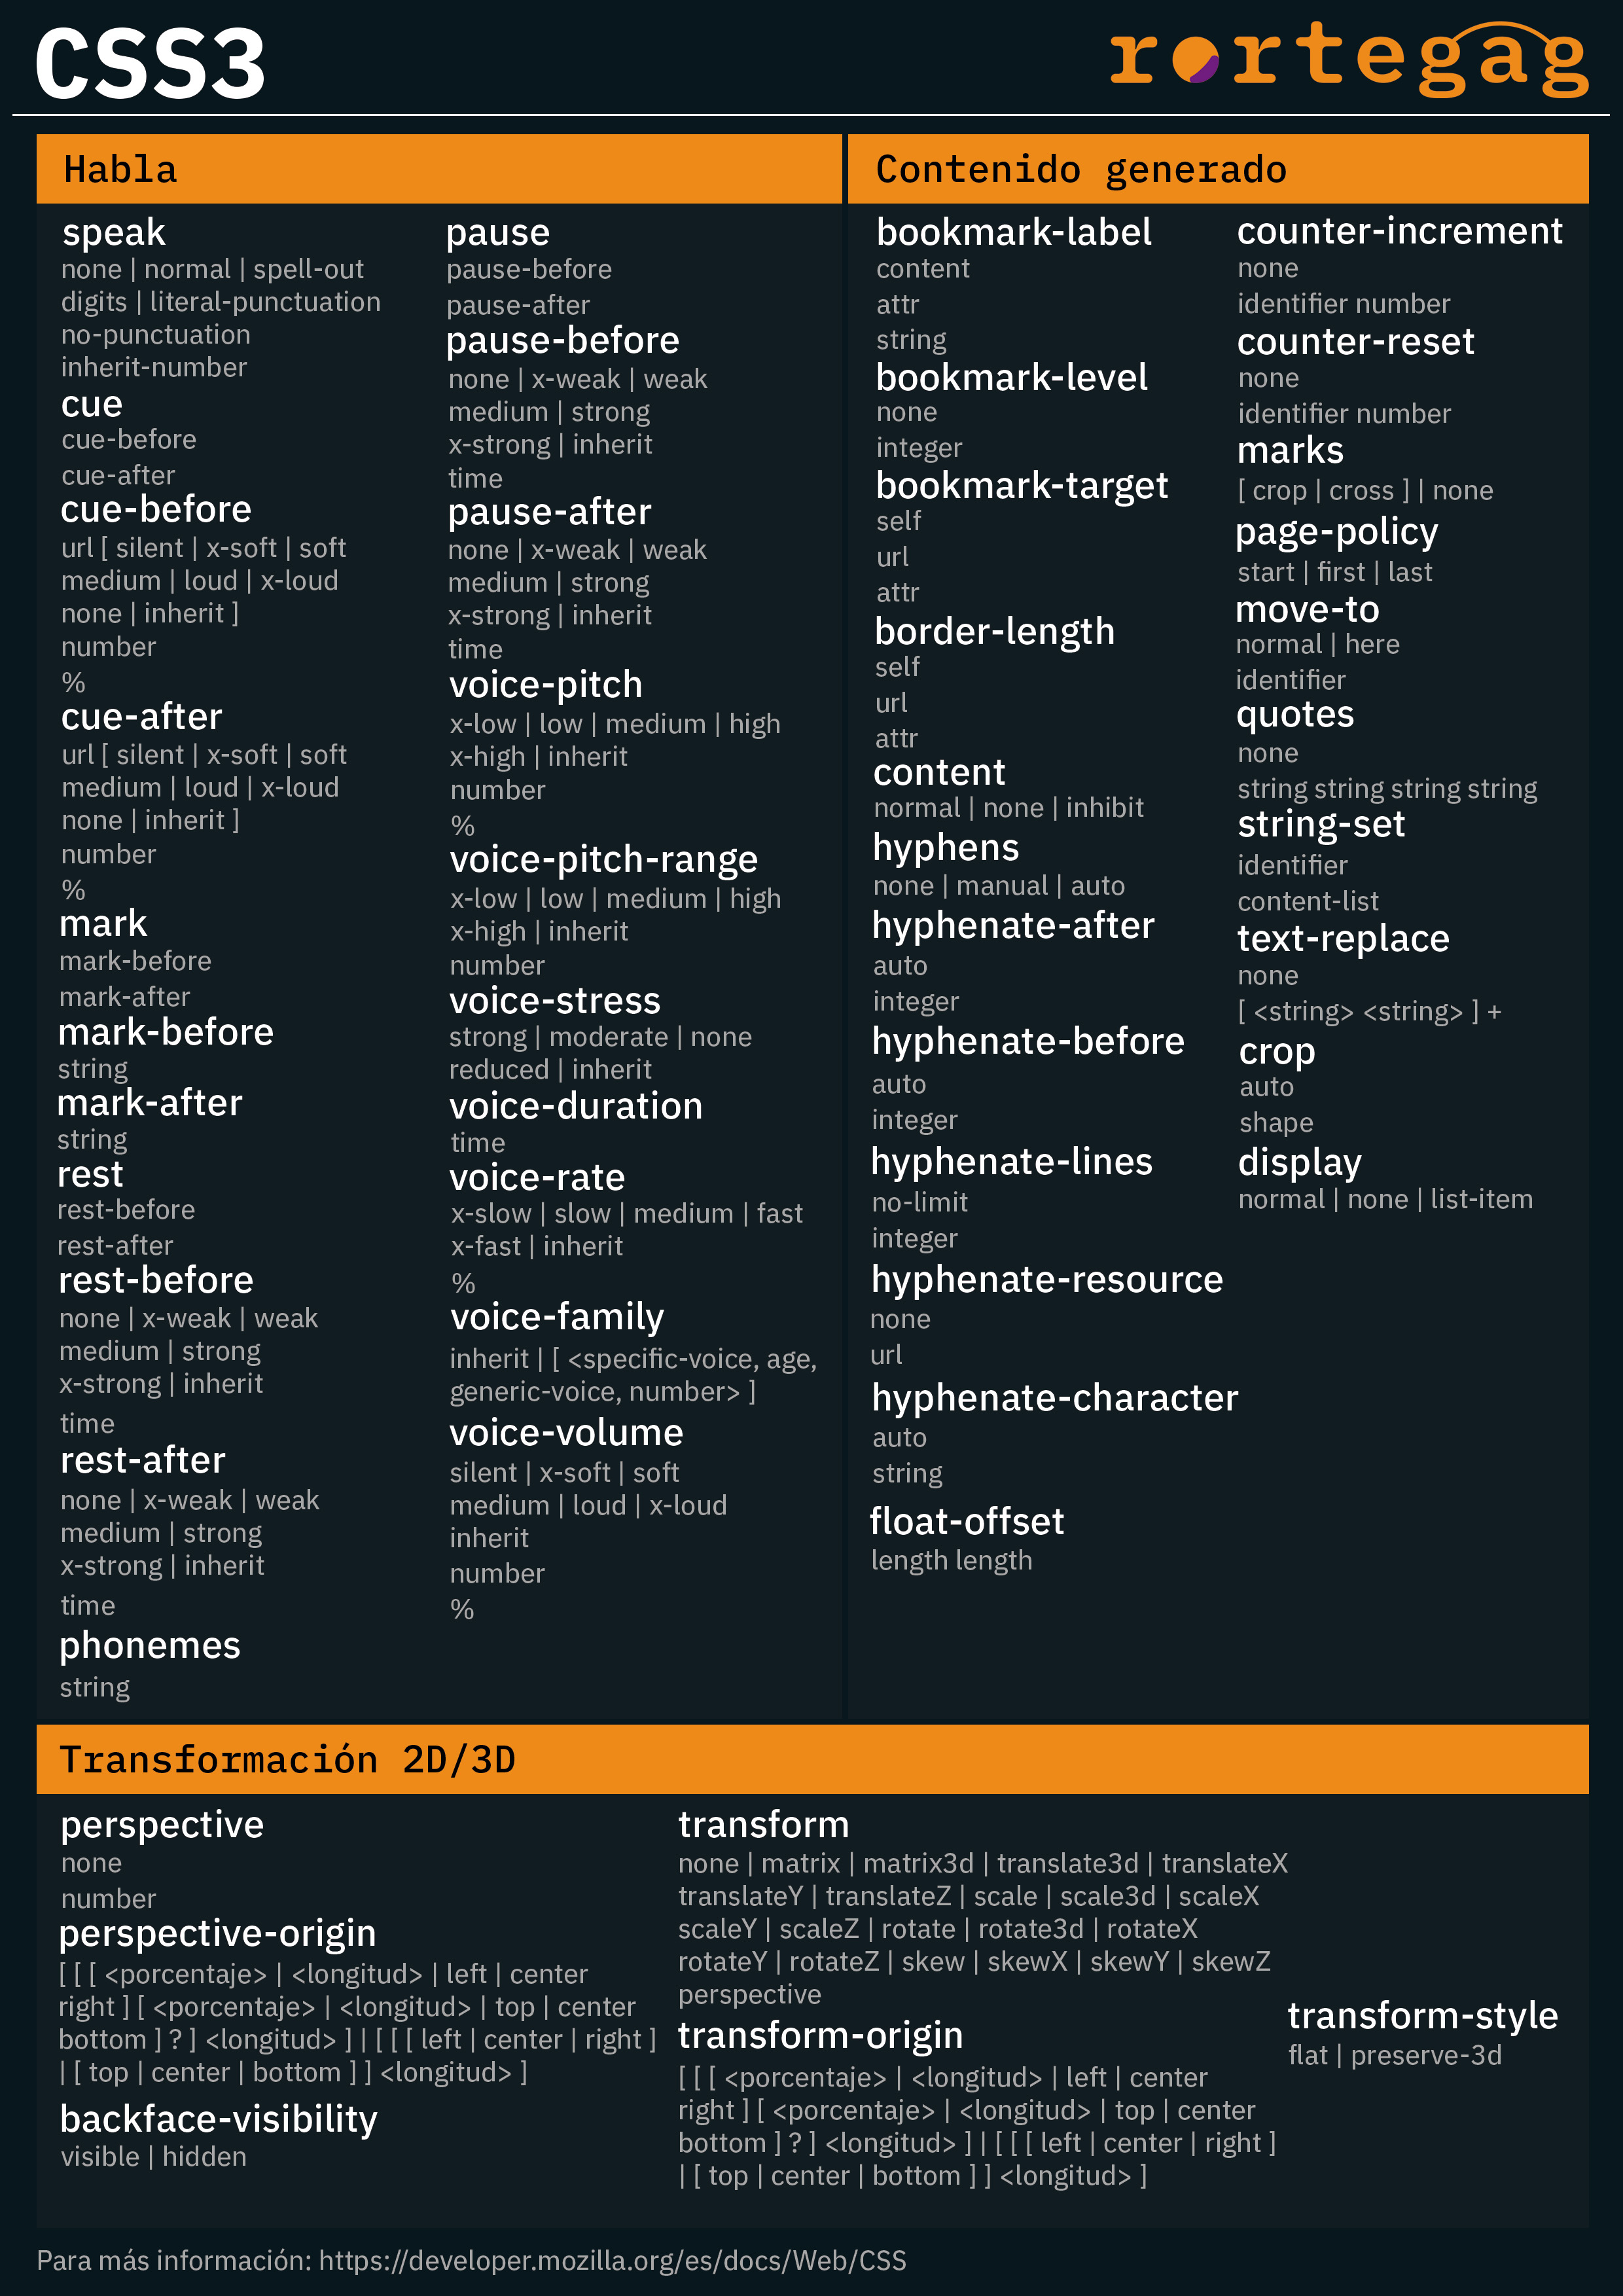 CSS3
rortegag
Habla
speak
none | normal | spell-out
digits | literal-punctuation
no-punctuation
inherit-number
cue
cue-before
cue-after
cue-before
url [ silent | x-soft | soft
medium | loud | x-loud
none | inherit ]
number
%
cue-after
url [ silent | x-soft | soft
medium | loud | x-loud
none | inherit ]
number
%
mark
mark-before
mark-after
mark-before
string
mark-after
string
rest
rest-before
rest-after
rest-before
none | x-weak | weak
medium | strong
x-strong | inherit
time
rest-after
none | x-weak | weak
medium | strong
x-strong | inherit
time
phonemes
string
pause
pause-before
pause-after
pause-before
none | x-weak | weak
medium | strong
x-strong | inherit
time
pause-after
none | x-weak | weak
medium | strong
x-strong | inherit
time
voice-pitch
x-low | low | medium | high
x-high | inherit
number
%
voice-pitch-range
x-low | low | medium | high
x-high | inherit
number
voice-stress
strong | moderate | none
reduced | inherit
voice-duration
time
voice-rate
x-slow | slow | medium | fast
x-fast | inherit
%
voice-family
inherit | [ <specific-voice, age,
generic-voice, number> ]
voice-volume
silent | x-soft | soft
medium | loud | x-loud
inherit
number
%
Contenido generado
bookmark-label
content
attr
string
bookmark-level
none
integer
bookmark-target
self
url
attr
border-length
self
url
attr
content
normal | none | inhibit
hyphens
none | manual | auto
hyphenate-after
auto
integer
hyphenate-before
auto
integer
hyphenate-lines
no-limit
integer
hyphenate-resource
none
url
hyphenate-character
auto
string
float-offset
length length
counter-increment
none
identifier number
counter-reset
none
identifier number
marks
[ crop | cross ] | none
page-policy
start | first | last
move-to
normal | here
identifier
quotes
none
string string string string
string-set
identifier
content-list
text-replace
none
[ <string> <string> ] +
crop
auto
shape
display
normal | none | list-item
Transformación 2D/3D
perspective
none
number
perspective-origin
[ [ [ <porcentaje> | <longitud> | left | center
right ] [ <porcentaje> | <longitud> | top | center
bottom ] ? ] <longitud> ] | [ [ [ left | center | right ]
| [ top | center | bottom ] ] <longitud> ]
backface-visibility
visible | hidden
transform
none | matrix | matrix3d | translate3d | translateX
translateY | translateZ | scale | scale3d | scaleX
scaleY | scaleZ | rotate | rotate3d | rotateX
rotateY | rotateZ | skew | skewX | skewY | skewZ
perspective
transform-origin
[ [ [ <porcentaje> | <longitud> | left | center
right ] [ <porcentaje> | <longitud> | top | center
bottom ] ? ] <longitud> ] | [ [ [ left | center | right ]
| [ top | center | bottom ] ] <longitud> ]
transform-style
flat | preserve-3d
Para más información: https://developer.mozilla.org/es/docs/Web/CSS